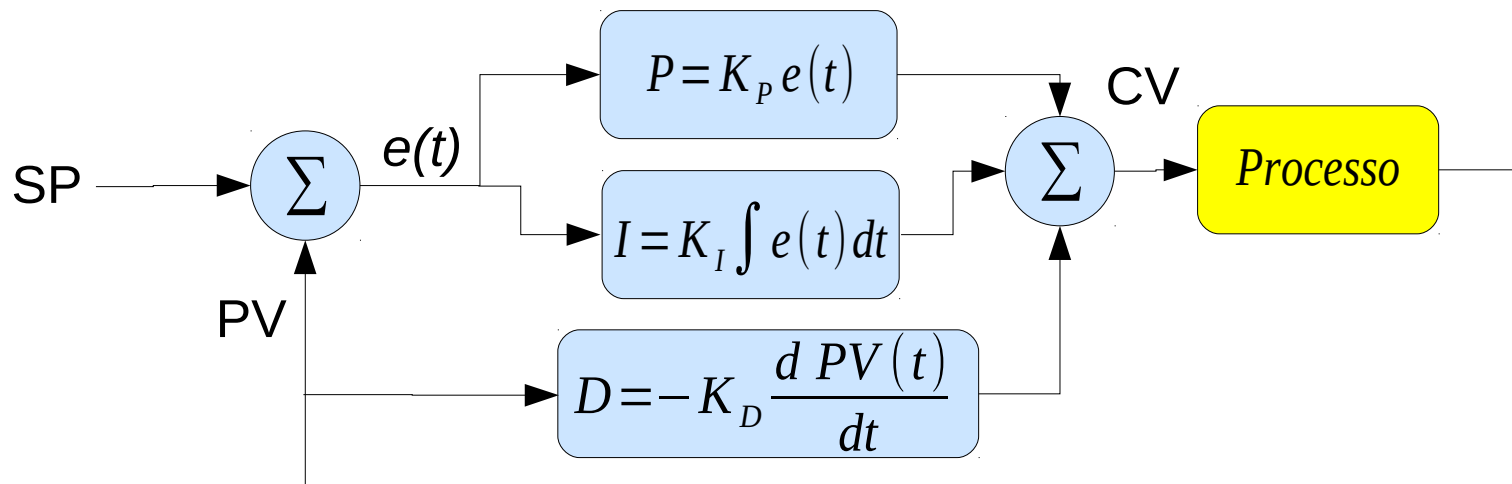 P = K_P e(t)
CV
SP
∑
e(t)
∑
Processo
I = K_I ∫ e(t) dt
PV
D = − K_D d PV(t) / dt